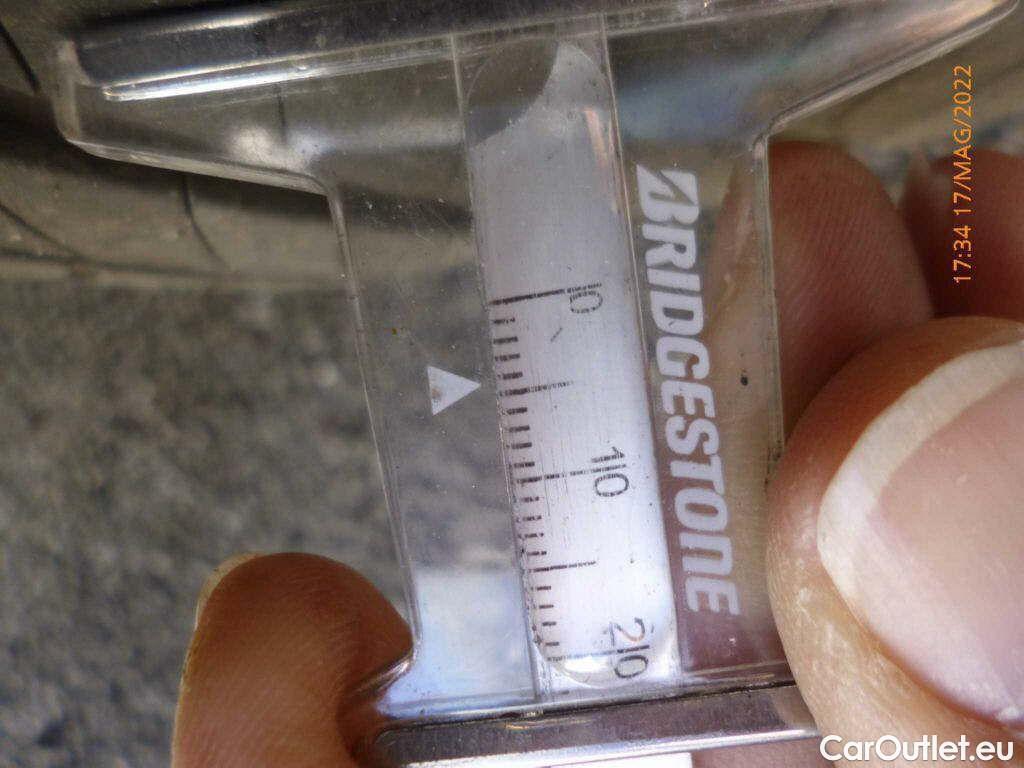 17:34 17/MAG/2022
BRIDGESTONE
0
10
20
CarOutlet.eu